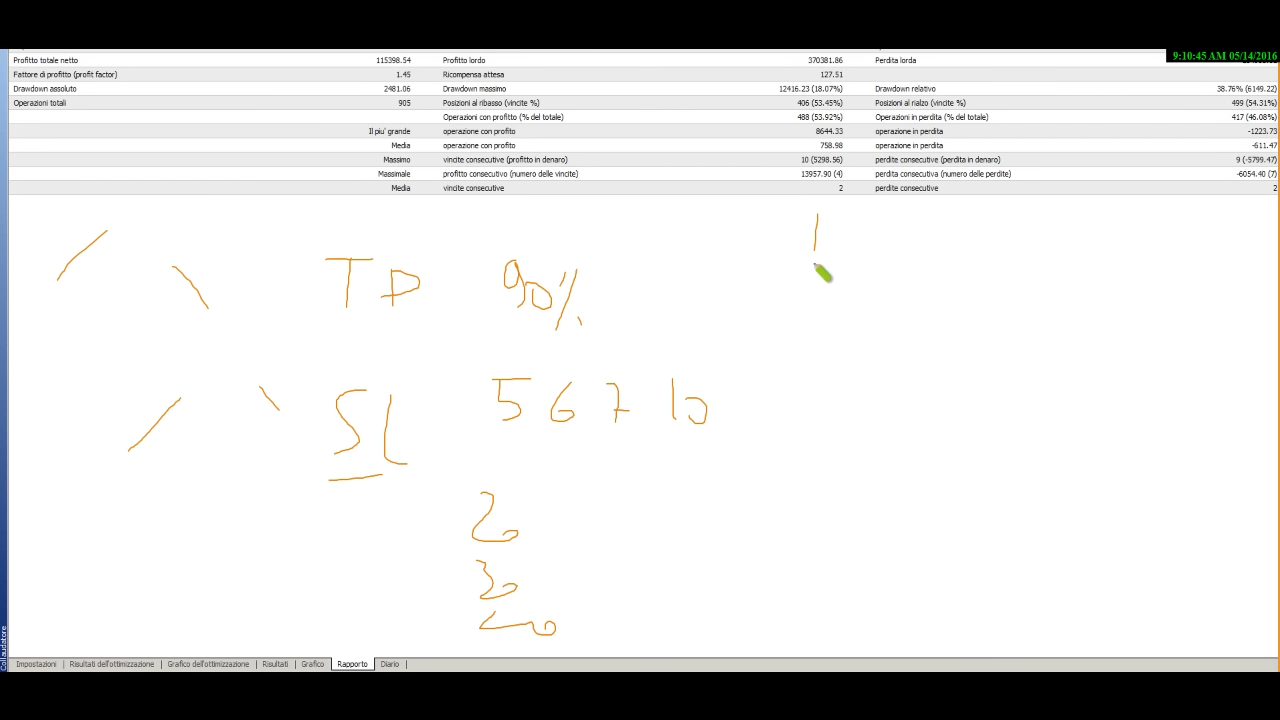 9:10:45 AM 05/14/2016
Profitto totale netto 115398.54 Profitto lordo 370381.86 Perdita lorda
Fattore di profitto (profit factor) 1.45 Ricompensa attesa 127.51
Drawdown assoluto 2481.06 Drawdown massimo 12416.23 (18.07%) Drawdown relativo 38.76% (6149.22)
Operazioni totali 905 Posizioni al ribasso (vincite %) 406 (53.45%) Posizioni al rialzo (vincite %) 499 (54.31%)
Operazioni con profitto (% del totale) 488 (53.92%) Operazioni in perdita (% del totale) 417 (46.08%)
Il piu' grande operazione con profito 8644.33 operazione in perdita -1223.73
Media operazione con profito 758.98 operazione in perdita -611.47
Massimo vincite consecutive (profitto in denaro) 10 (5298.56) perdite consecutive (perdita in denaro) 9 (-5799.47)
Massimale profitto consecutivo (numero delle vincite) 13957.90 (4) perdita consecutiva (numero delle perdite) -6054.40 (7)
Media vincite consecutive 2 perdite consecutive 2
TP 90%
SL 5 6 7 10
20
30
40
Collaudatore
Impostazioni | Risultati dell'ottimizzazione | Grafico dell'ottimizzazione | Risultati | Grafico | Rapporto | Diario |